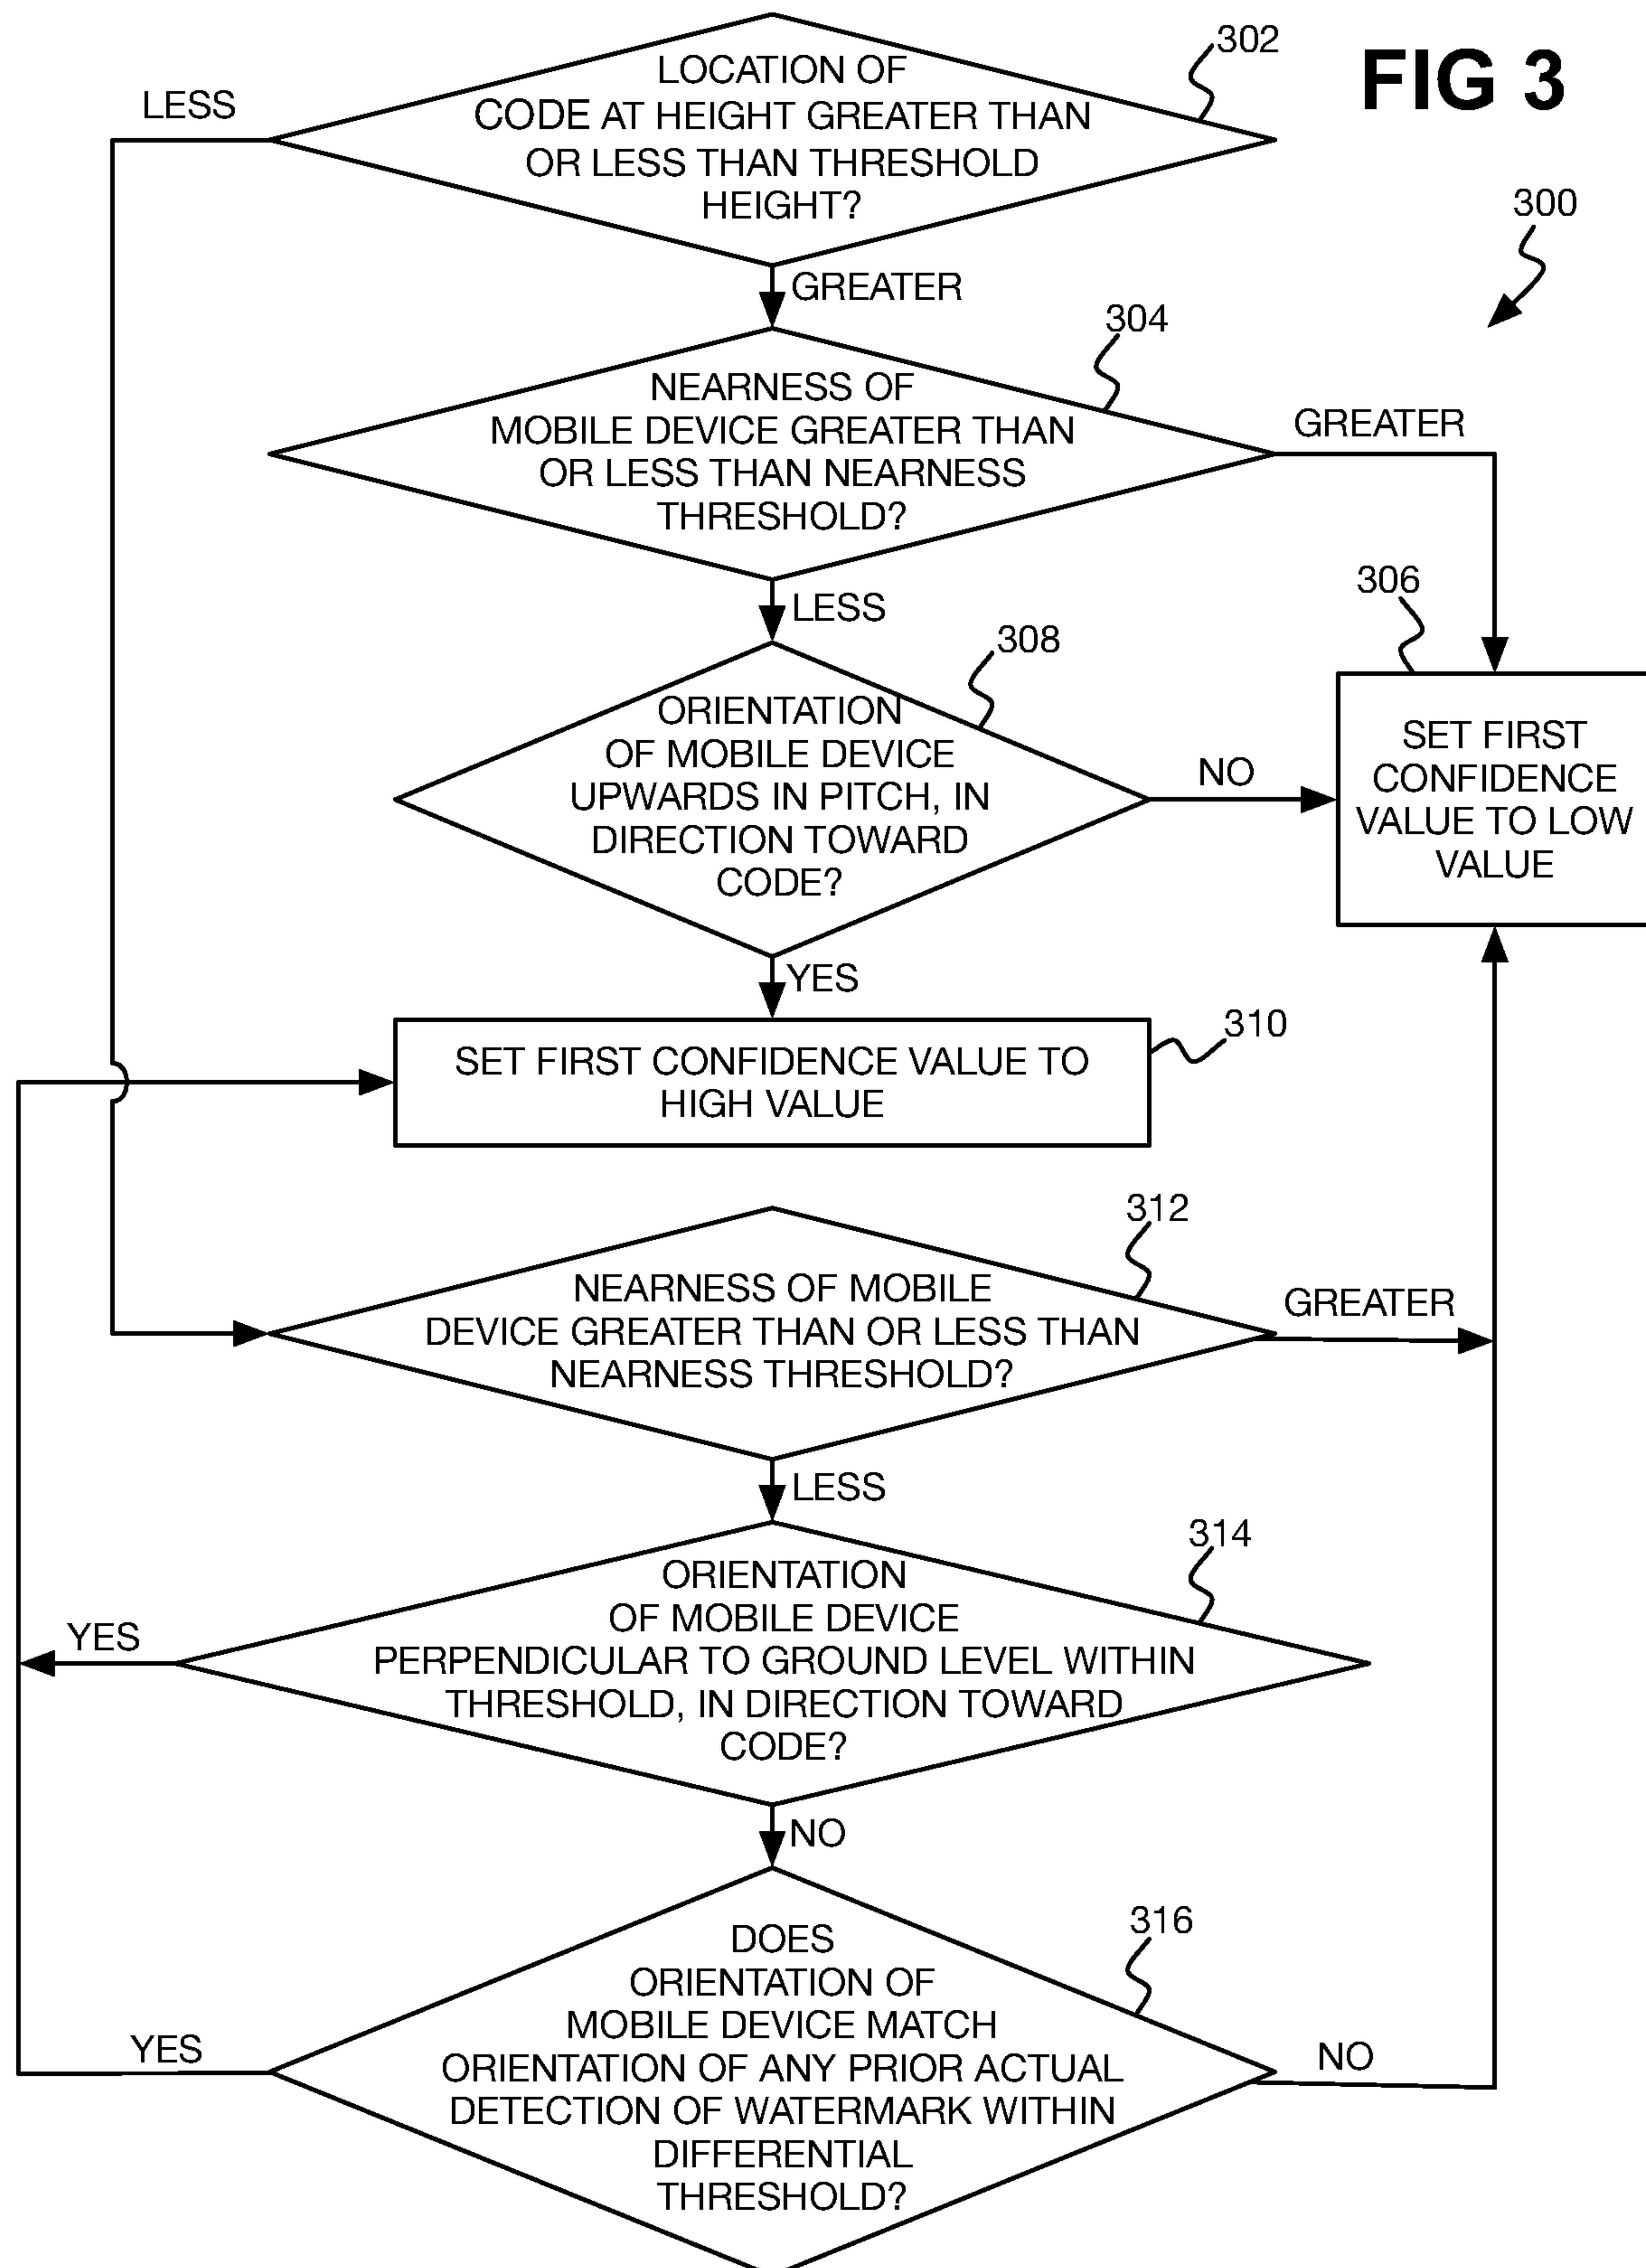 FIG 3
300
302
LOCATION OF
CODE AT HEIGHT GREATER THAN
OR LESS THAN THRESHOLD
HEIGHT?
LESS
GREATER
304
NEARNESS OF
MOBILE DEVICE GREATER THAN
OR LESS THAN NEARNESS
THRESHOLD?
GREATER
LESS
306
SET FIRST
CONFIDENCE
VALUE TO LOW
VALUE
308
ORIENTATION
OF MOBILE DEVICE
UPWARDS IN PITCH, IN
DIRECTION TOWARD
CODE?
NO
YES
310
SET FIRST CONFIDENCE VALUE TO
HIGH VALUE
312
NEARNESS OF MOBILE
DEVICE GREATER THAN OR LESS THAN
NEARNESS THRESHOLD?
GREATER
LESS
314
ORIENTATION
OF MOBILE DEVICE
PERPENDICULAR TO GROUND LEVEL WITHIN
THRESHOLD, IN DIRECTION TOWARD
CODE?
YES
NO
316
DOES
ORIENTATION OF
MOBILE DEVICE MATCH
ORIENTATION OF ANY PRIOR ACTUAL
DETECTION OF WATERMARK WITHIN
DIFFERENTIAL
THRESHOLD?
YES
NO